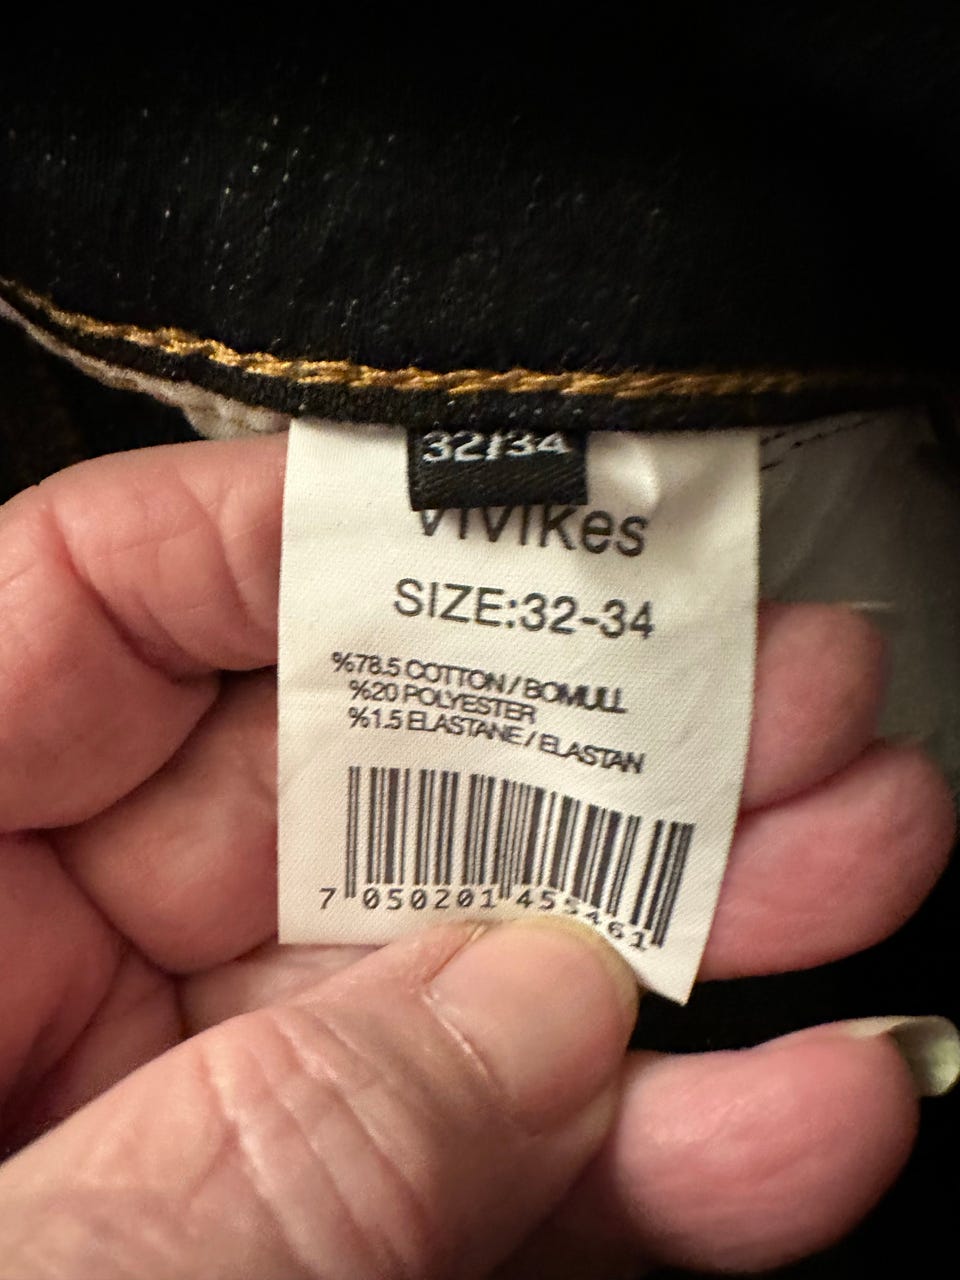 32/34
vivikes
SIZE:32-34
%78.5 COTTON / BOMULL
%20 POLYESTER
%1.5 ELASTANE / ELASTAN
7 050201 455461